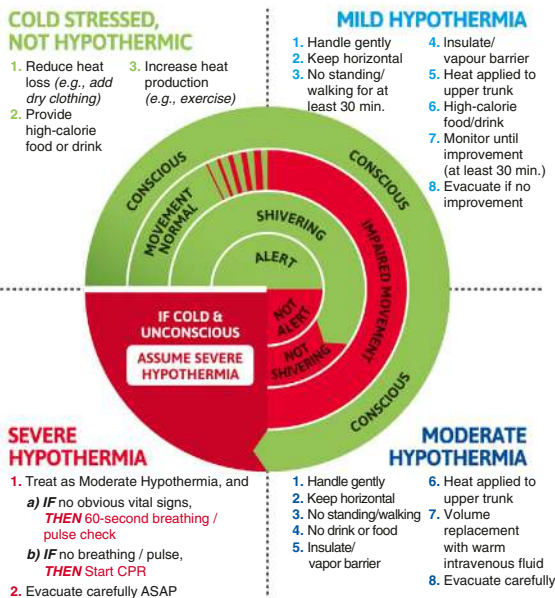 COLD STRESSED,
NOT HYPOTHERMIC
1. Reduce heat
loss (e.g., add
dry clothing)
2. Provide
high-calorie
food or drink
3. Increase heat
production
(e.g., exercise)
MILD HYPOTHERMIA
1. Handle gently
2. Keep horizontal
3. No standing/
walking for at
least 30 min.
4. Insulate/
vapour barrier
5. Heat applied to
upper trunk
6. High-calorie
food/drink
7. Monitor until
improvement
(at least 30 min.)
8. Evacuate if no
improvement
CONSCIOUS
MOVEMENT
NORMAL
SHIVERING
ALERT
CONSCIOUS
IMPAIRED MOVEMENT
NOT
ALERT
NOT
SHIVERING
CONSCIOUS
IF COLD &
UNCONSCIOUS
ASSUME SEVERE
HYPOTHERMIA
SEVERE
HYPOTHERMIA
1. Treat as Moderate Hypothermia, and
a) IF no obvious vital signs,
THEN 60-second breathing /
pulse check
b) IF no breathing / pulse,
THEN Start CPR
2. Evacuate carefully ASAP
MODERATE
HYPOTHERMIA
1. Handle gently
2. Keep horizontal
3. No standing/walking
4. No drink or food
5. Insulate/
vapor barrier
6. Heat applied to
upper trunk
7. Volume
replacement
with warm
intravenous fluid
8. Evacuate carefully